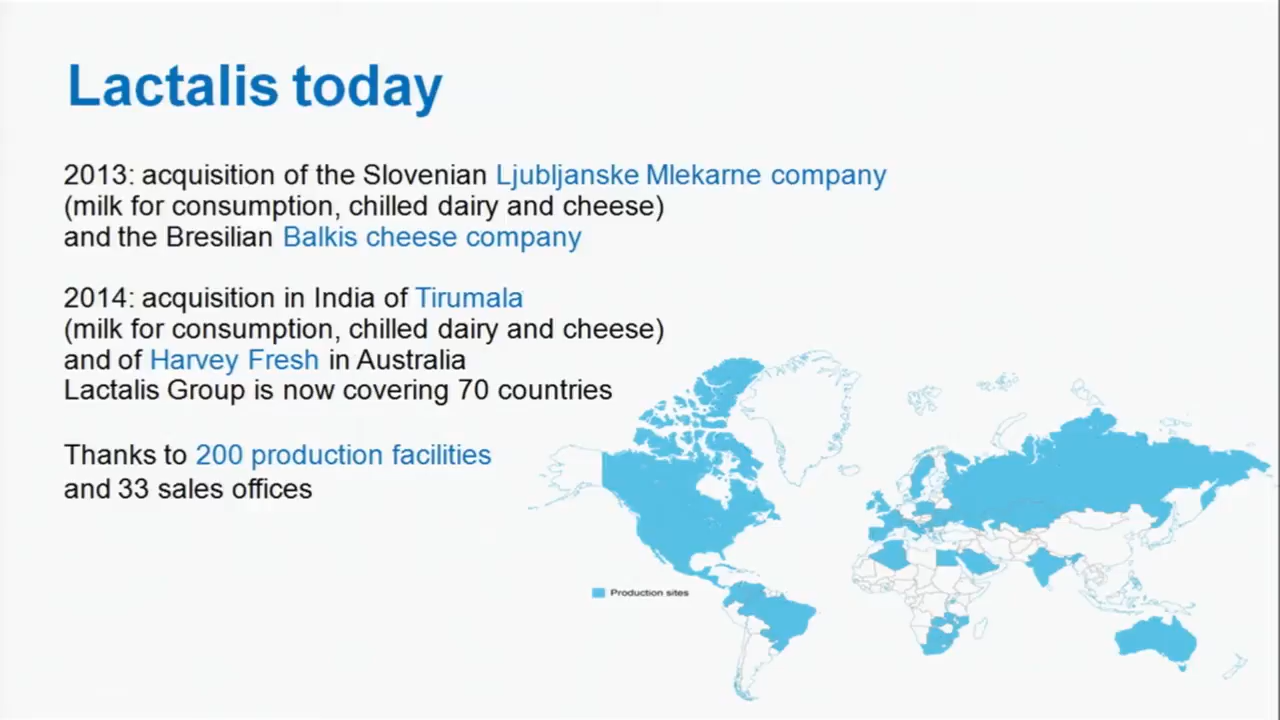 Lactalis today
2013: acquisition of the Slovenian Ljubljanske Mlekarne company
(milk for consumption, chilled dairy and cheese)
and the Bresilian Balkis cheese company
2014: acquisition in India of Tirumala
(milk for consumption, chilled dairy and cheese)
and of Harvey Fresh in Australia
Lactalis Group is now covering 70 countries
Thanks to 200 production facilities
and 33 sales offices
Production sites